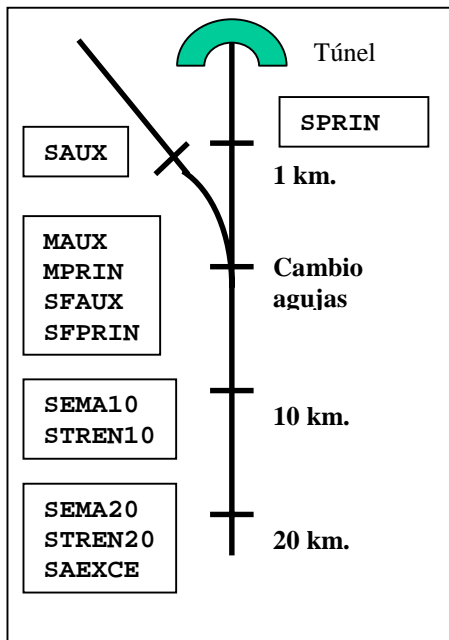 Túnel
SPRIN
SAUX
1 km.
MAUX
MPRIN
SFAUX
SFPRIN
Cambio
agujas
SEMA10
STREN10
10 km.
SEMA20
STREN20
SAEXCE
20 km.